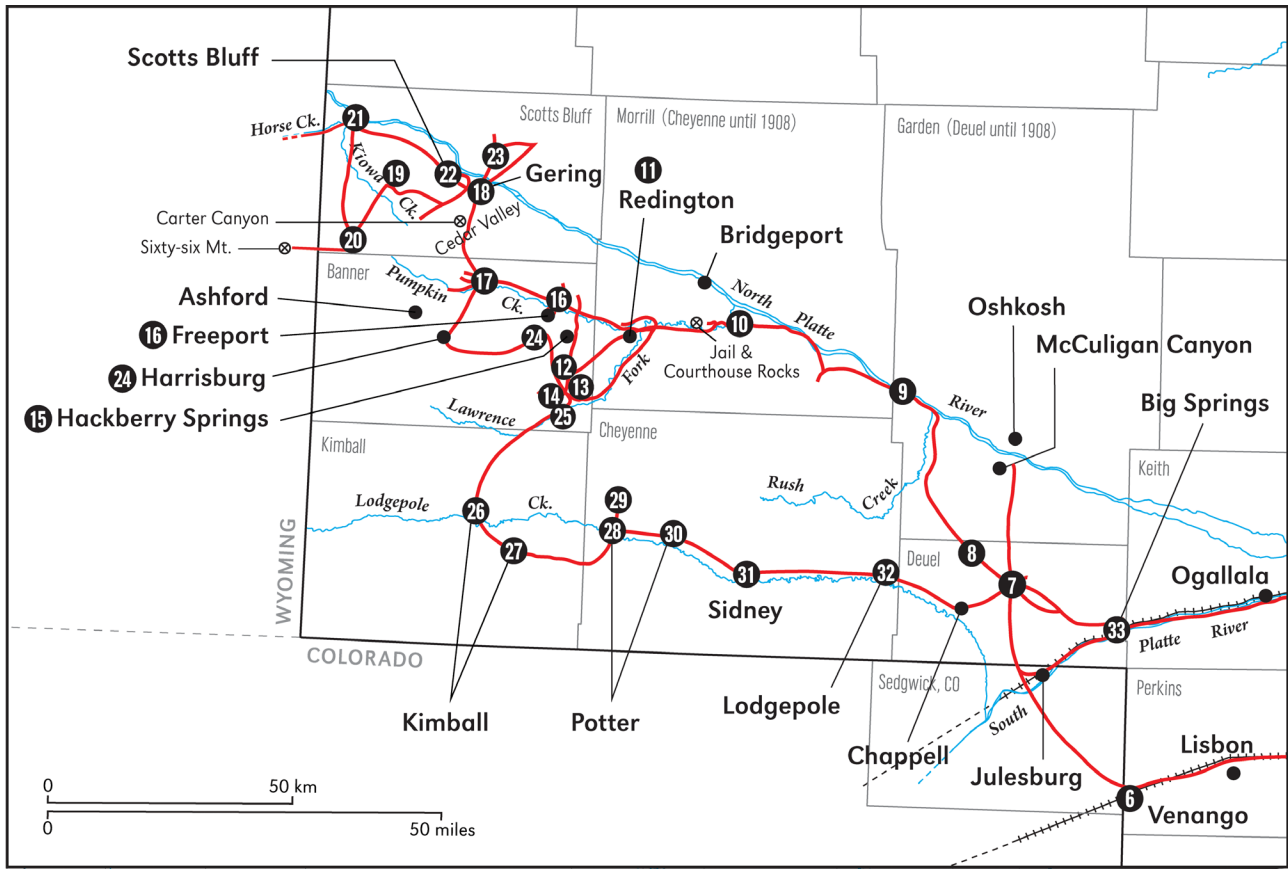 Scotts Bluff
Horse Ck.
21
Scotts Bluff
Morrill (Cheyenne until 1908)
Garden (Deuel until 1908)
Kiowa
Ck.
19
22
23
18
Gering
11
Redington
Bridgeport
Carter Canyon
Cedar Valley
Sixty-six Mt.
20
Banner
Pumpkin
Ck.
17
16
North
Platte
River
Ashford
16 Freeport
24 Harrisburg
15 Hackberry Springs
24
12
13
14
25
Fork
Lawrence
10
Jail &
Courthouse Rocks
9
Oshkosh
McCuligan Canyon
Big Springs
Kimball
Cheyenne
Keith
Rush
Creek
Lodgepole
Ck.
26
27
28
29
30
31
Sidney
32
Deuel
8
7
33
Ogallala
Platte
River
WYOMING
COLORADO
Kimball
Potter
Lodgepole
Chappell
Sedgwick, CO
South
Julesburg
Perkins
Lisbon
6
Venango
0
50 km
0
50 miles